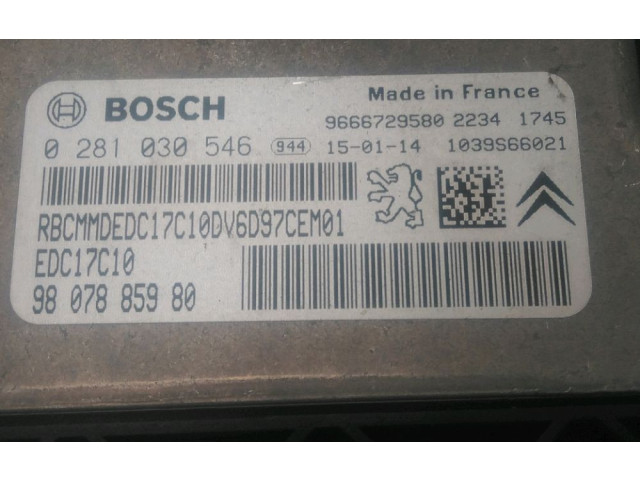 BOSCH
Made in France
9666729580 2234 1745
0 281 030 546 944 15-01-14 1039S66021
RBCMMDEDC17C10DV6D97CEM01
EDC17C10
98 078 859 80